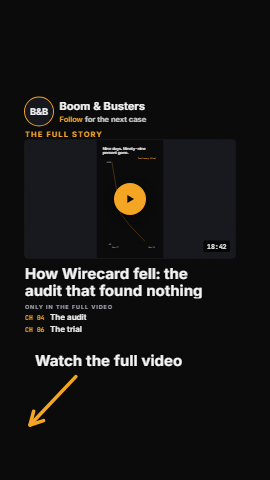 B&B
Boom & Busters
Follow for the next case
THE FULL STORY
Nine days. Ninety-nine
percent gone.
18:42
How Wirecard fell: the
audit that found nothing
ONLY IN THE FULL VIDEO
CH 04 The audit
CH 06 The trial
Watch the full video